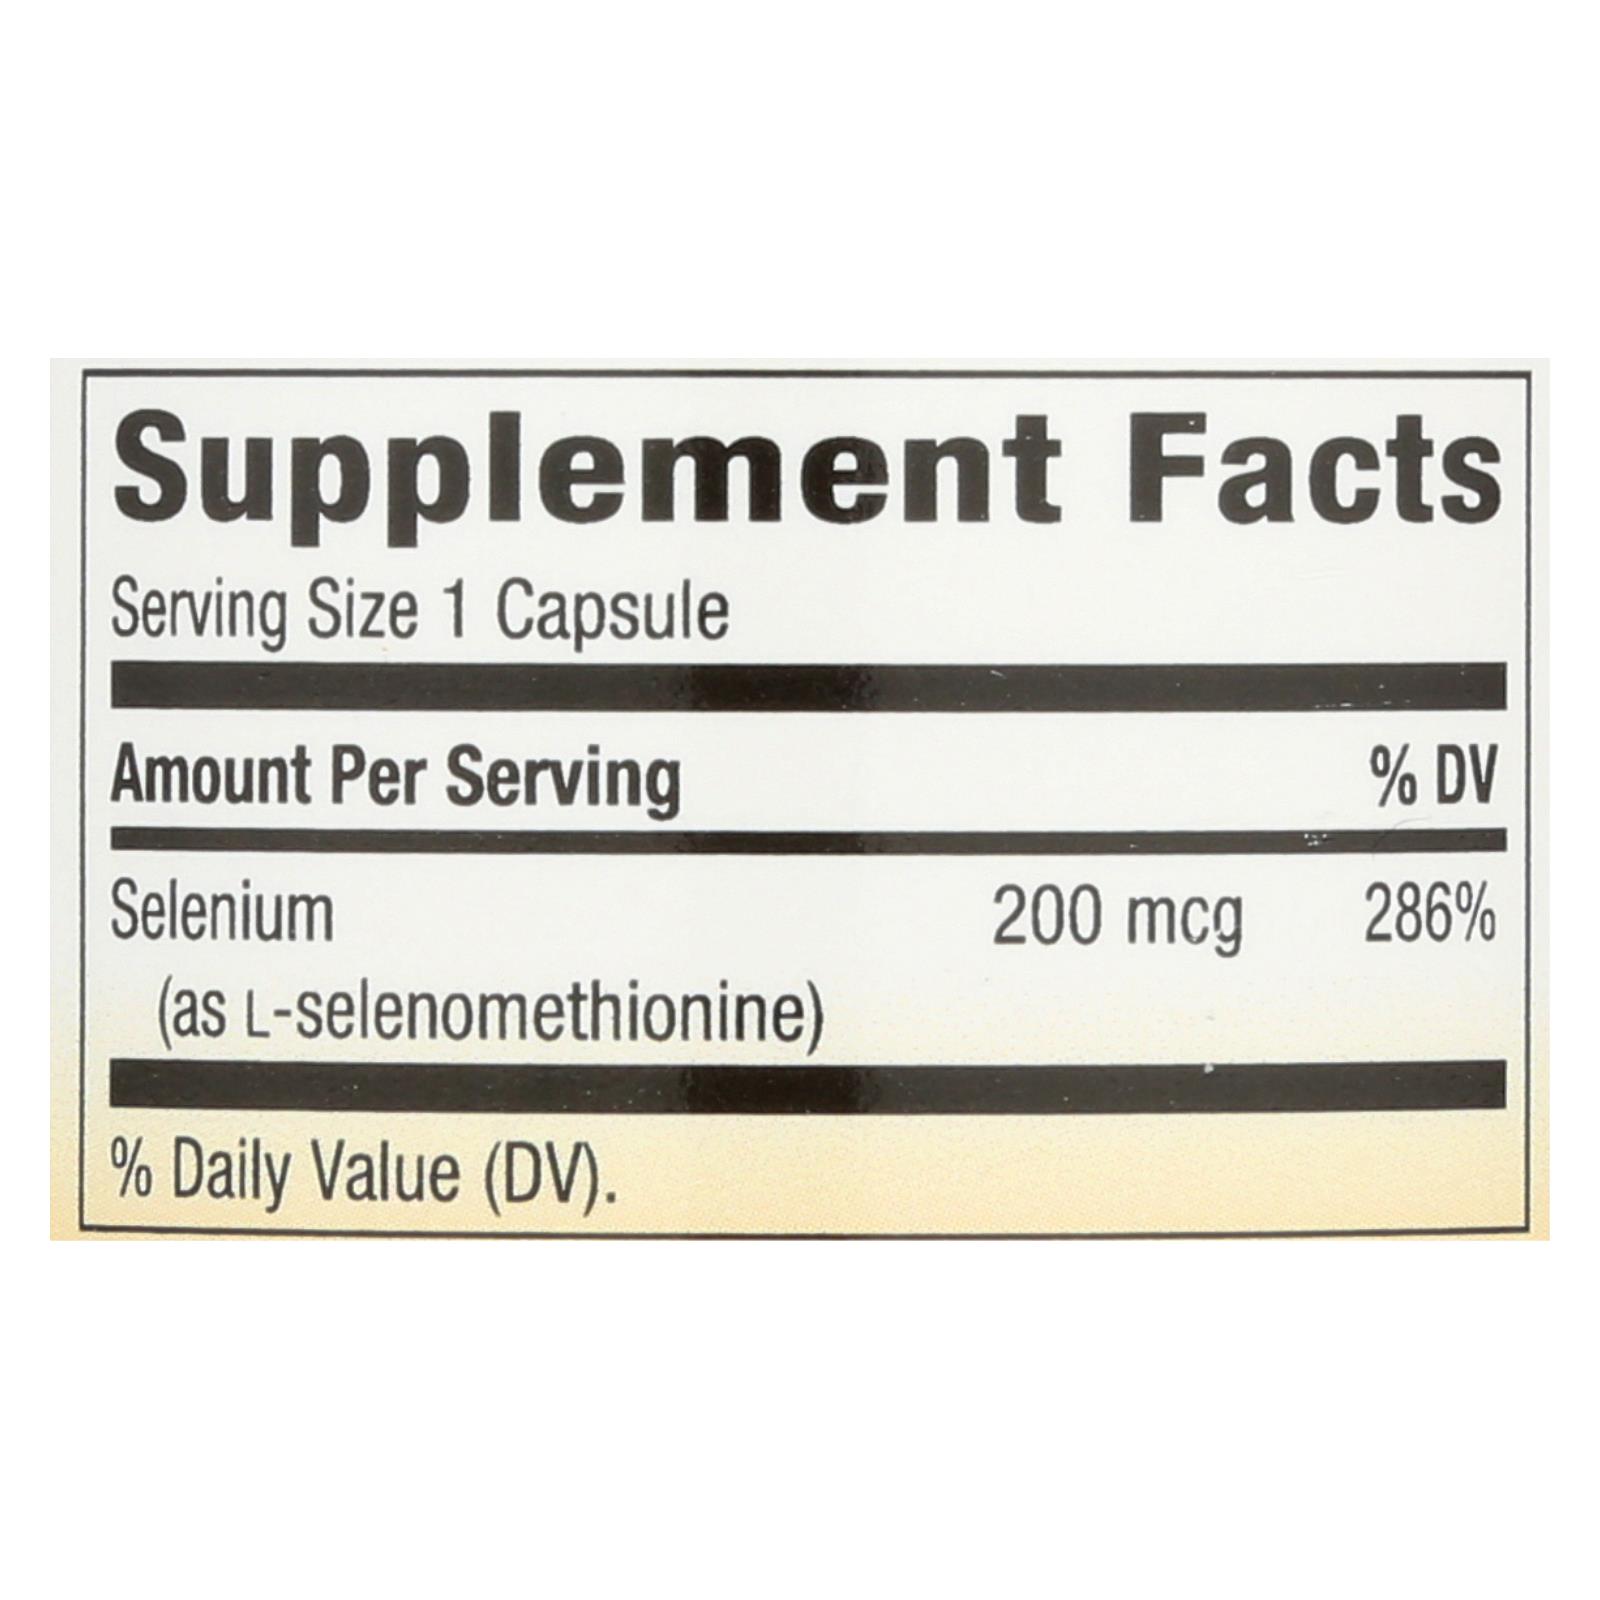 Supplement Facts
Serving Size 1 Capsule
Amount Per Serving % DV
Selenium 200 mcg 286%
(as L-selenomethionine)
% Daily Value (DV).